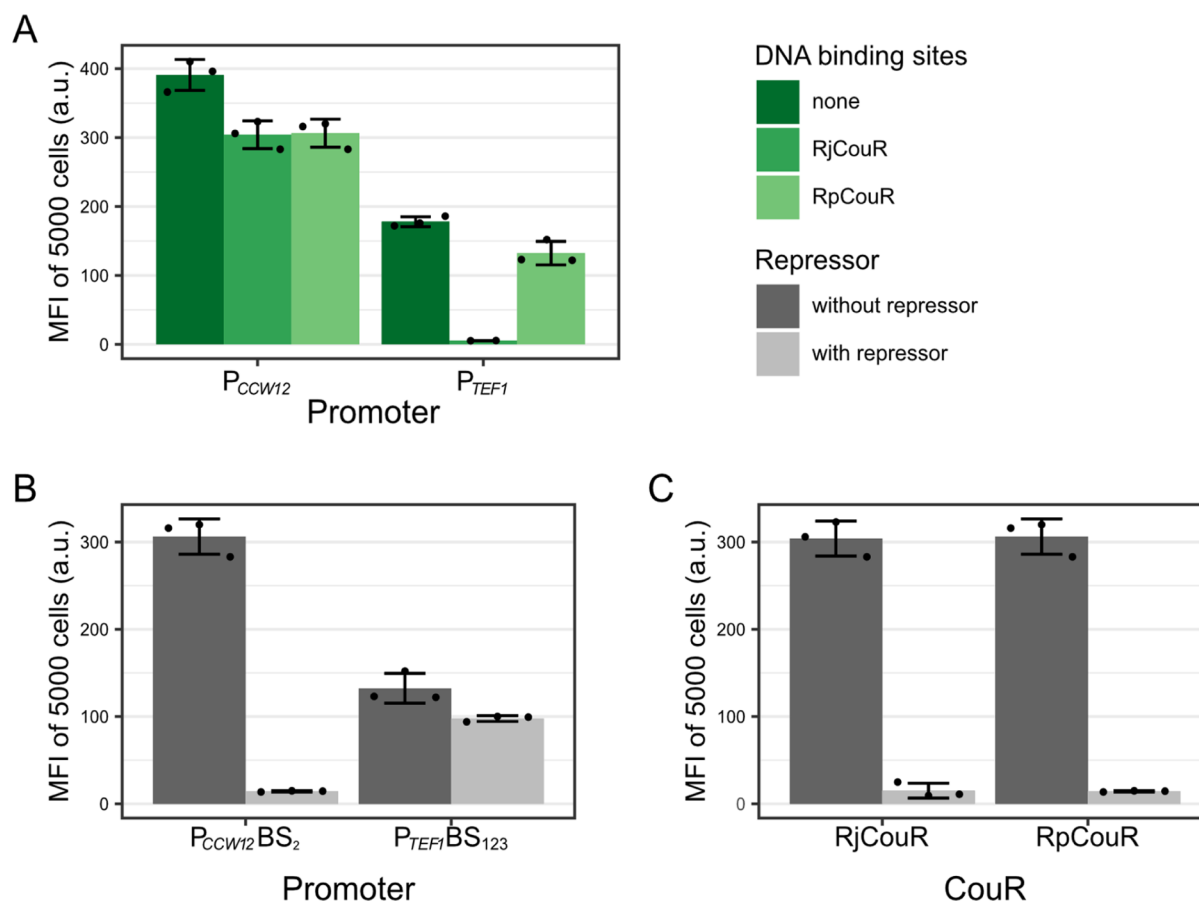 A
MFI of 5000 cells (a.u.)
400
300
200
100
0
PCCW12
PTEF1
Promoter
DNA binding sites
none
RjCouR
RpCouR
Repressor
without repressor
with repressor
B
MFI of 5000 cells (a.u.)
300
200
100
0
PCCW12BS2
PTEF1BS123
Promoter
C
MFI of 5000 cells (a.u.)
300
200
100
0
RjCouR
RpCouR
CouR